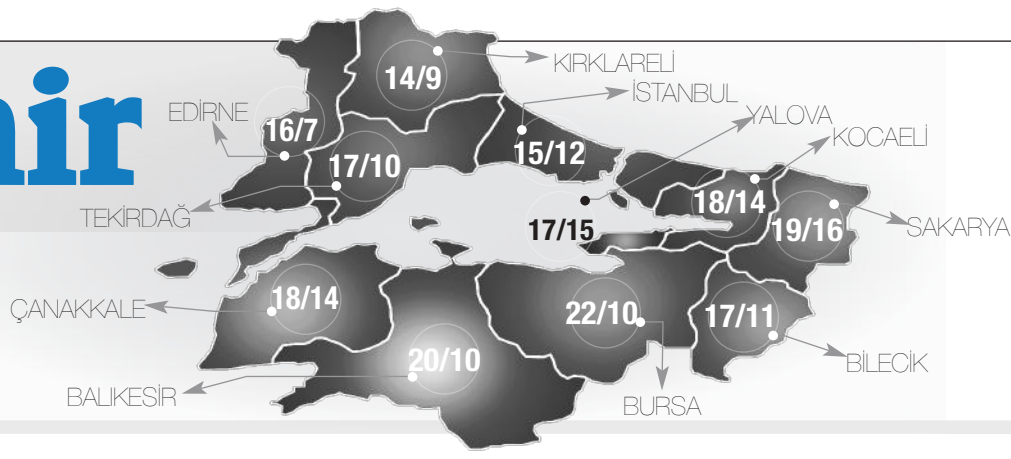 KIRKLARELİ
14/9
İSTANBUL
YALOVA
EDİRNE
16/7
KOCAELİ
15/12
17/10
TEKİRDAĞ
18/14
SAKARYA
17/15
19/16
ÇANAKKALE
18/14
22/10
17/11
BİLECİK
20/10
BALIKESİR
BURSA